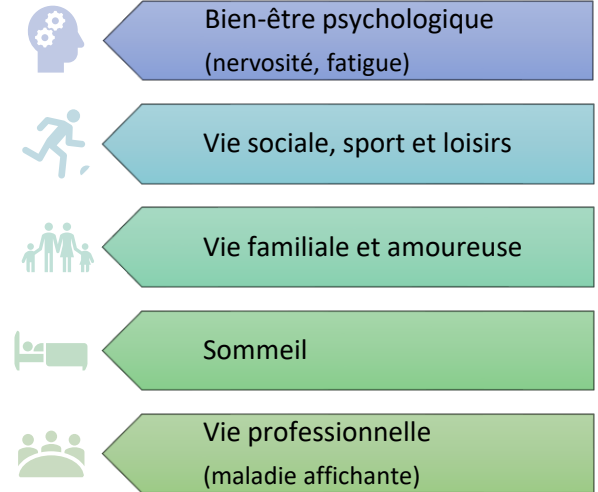 Bien-être psychologique
(nervosité, fatigue)
Vie sociale, sport et loisirs
Vie familiale et amoureuse
Sommeil
Vie professionnelle
(maladie affichante)